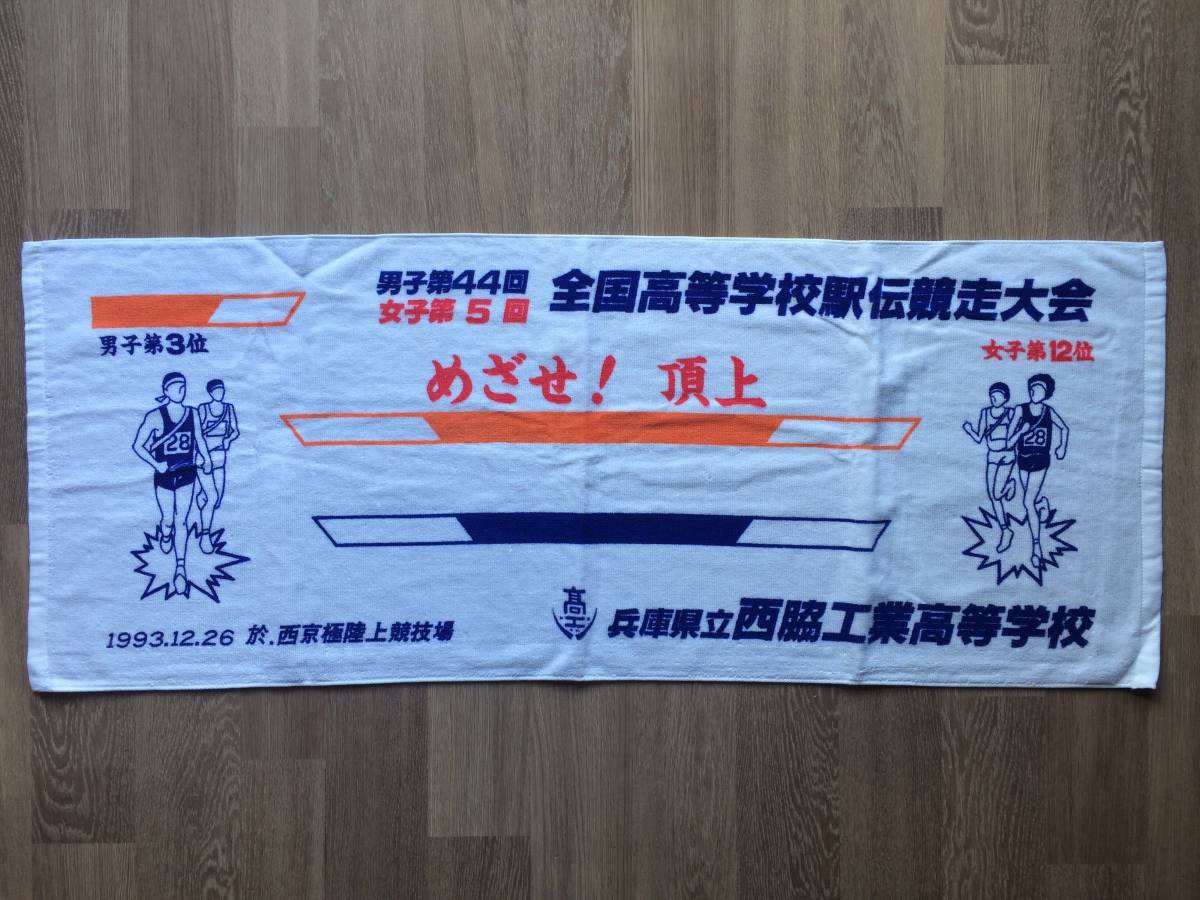 男子第44回
女子第5回
全国高等学校駅伝競走大会
男子第3位
女子第12位
めざせ! 頂上
28
28
1993.12.26 於.西京極陸上競技場
髙工
兵庫県立西脇工業高等学校